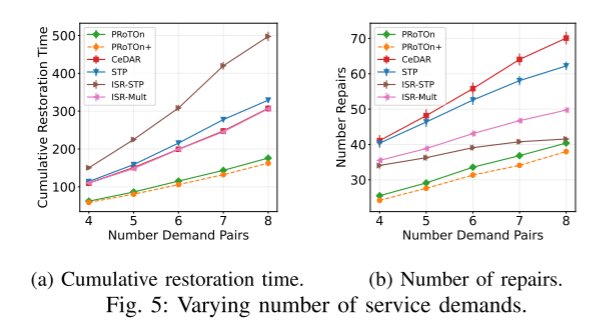 Cumulative Restoration Time
500
400
300
200
100
PRoTOn
PRoTOn+
CeDAR
STP
ISR-STP
ISR-Mult
4 5 6 7 8
Number Demand Pairs
Number Repairs
70
60
50
40
30
PRoTOn
PRoTOn+
CeDAR
STP
ISR-STP
ISR-Mult
4 5 6 7 8
Number Demand Pairs
(a) Cumulative restoration time.
(b) Number of repairs.
Fig. 5: Varying number of service demands.